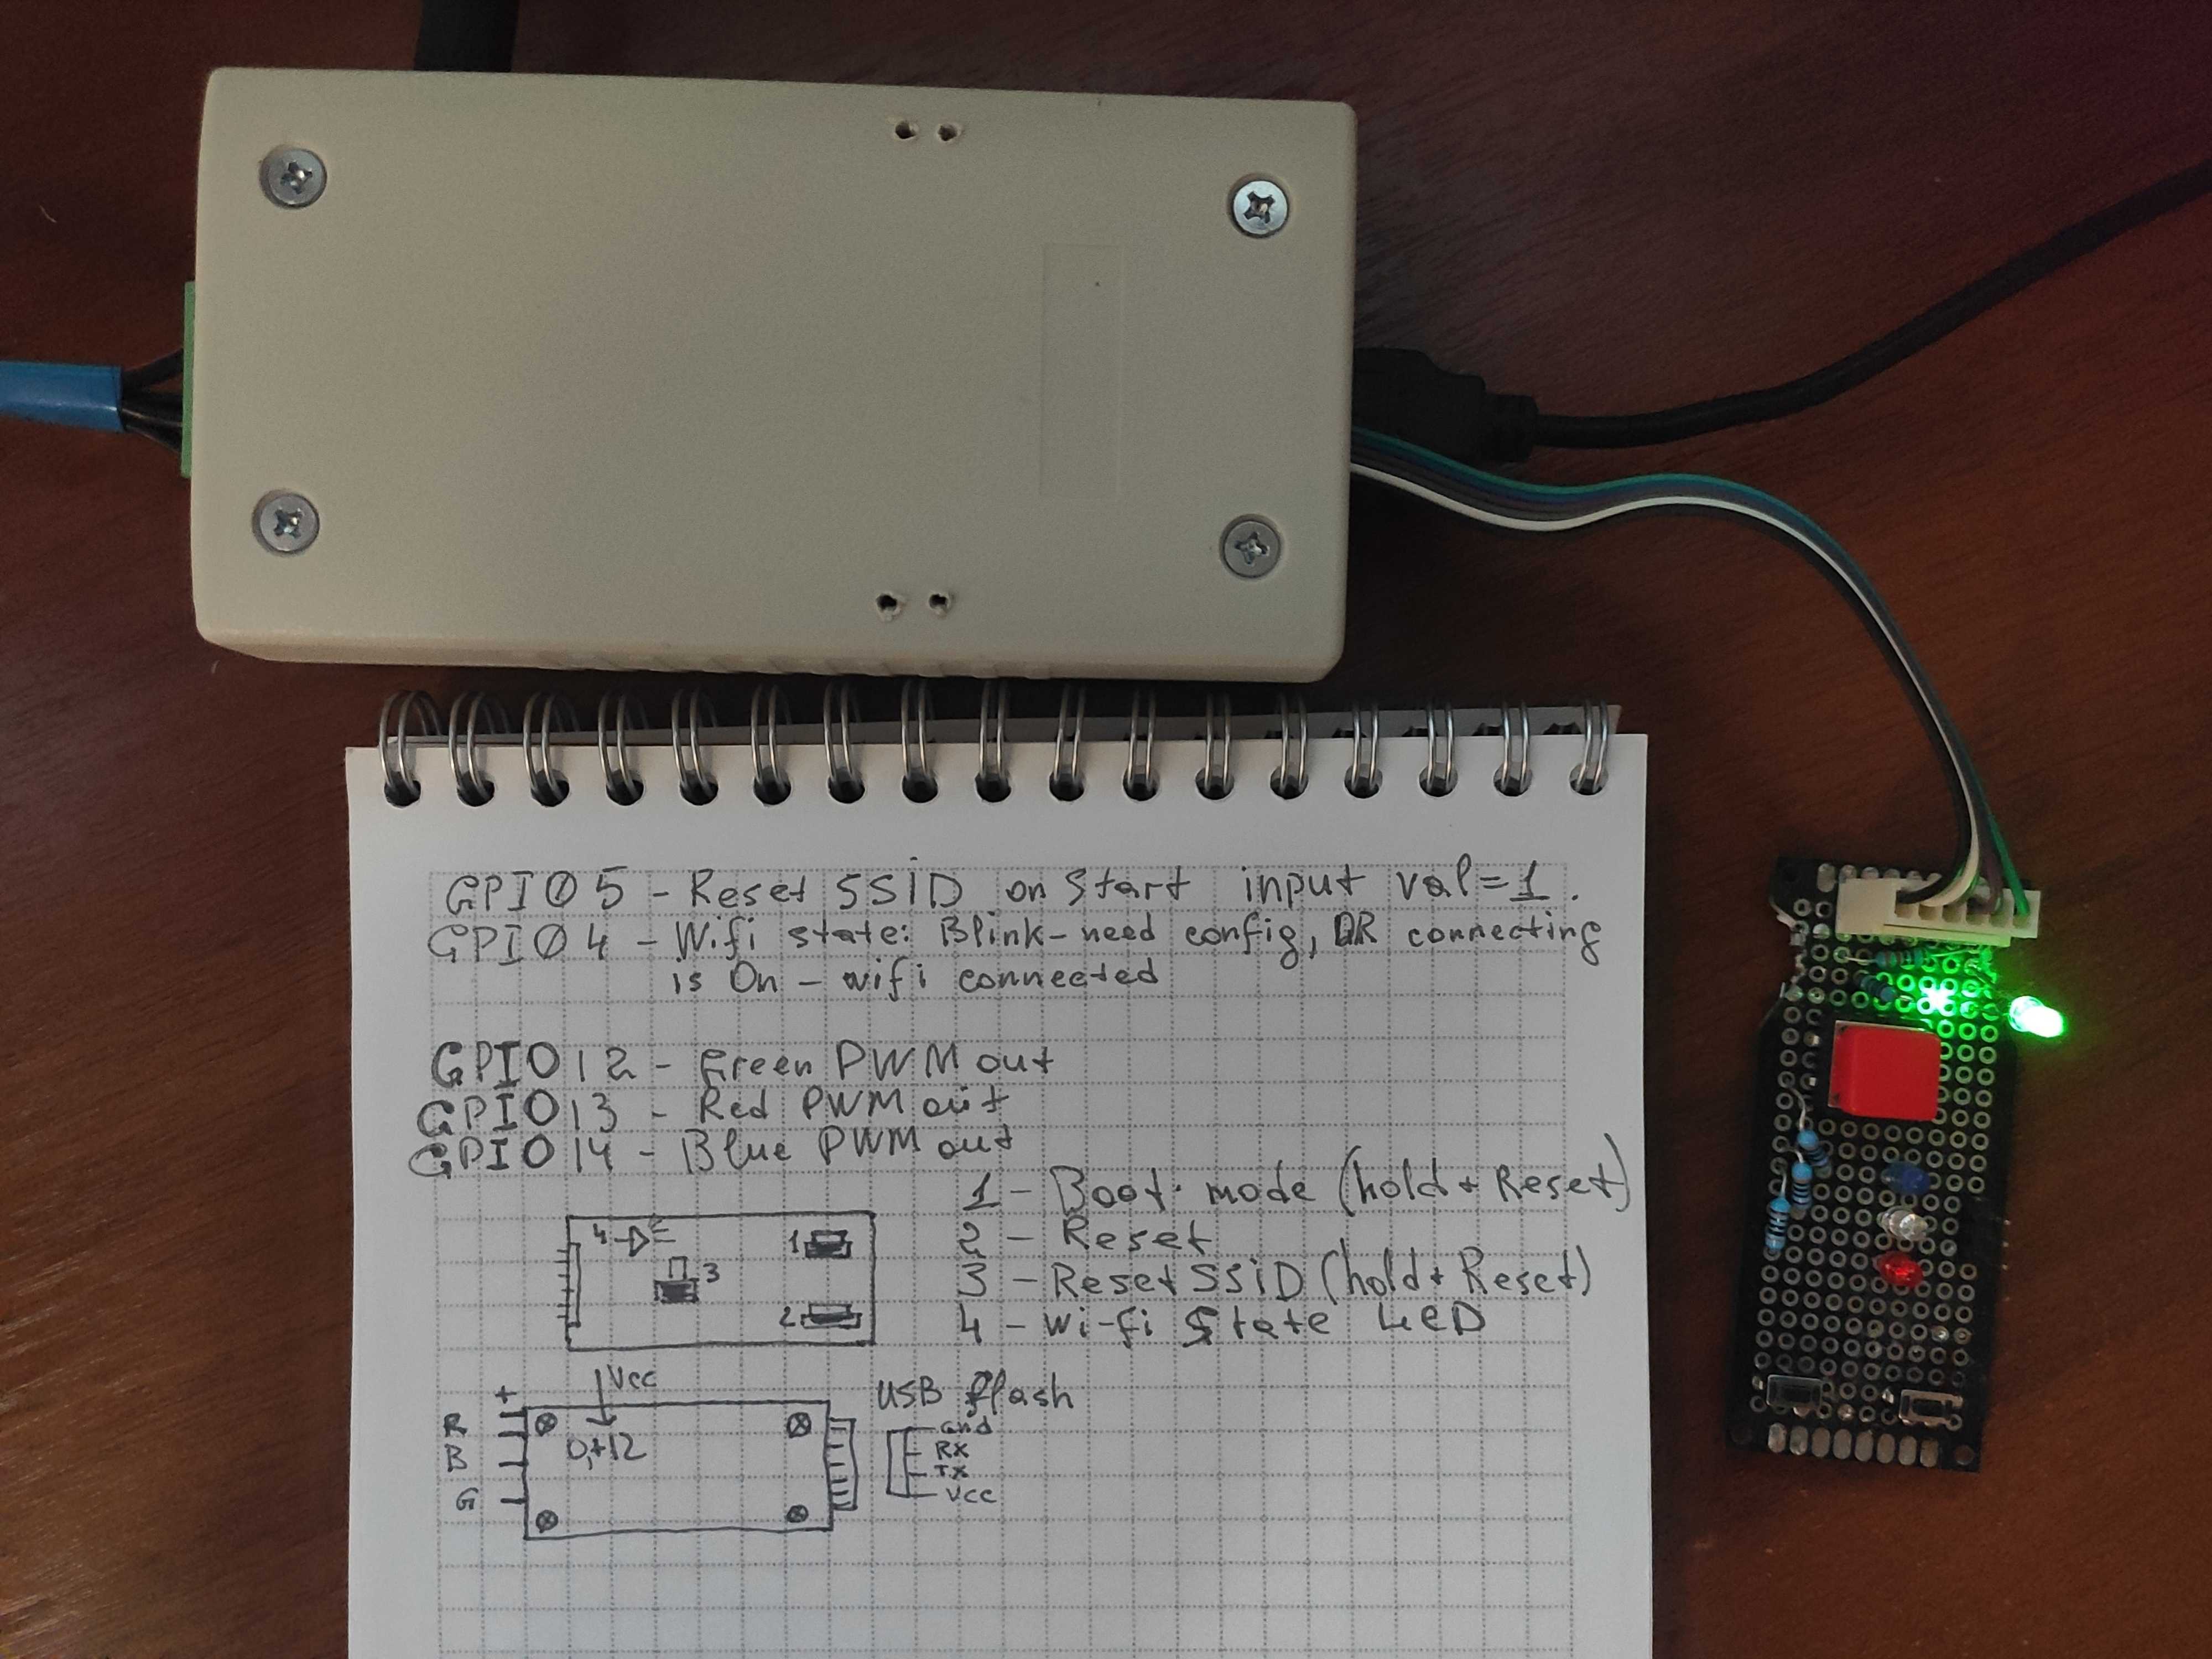 GPIO5 - Reset SSID on Start input val=1.
GPIO4 - Wifi state: Blink-need config, OR connecting
is On - wifi connected
GPIO12 - Green PWM out
GPIO13 - Red PWM out
GPIO14 - Blue PWM out
1 - Boot mode (hold + Reset)
2 - Reset
3 - Reset SSiD (hold + Reset)
4 - Wi-fi State LeD
4
1
3
2
Vcc
+
R
B
G
0,+12
USB flash
Gnd
RX
TX
Vcc